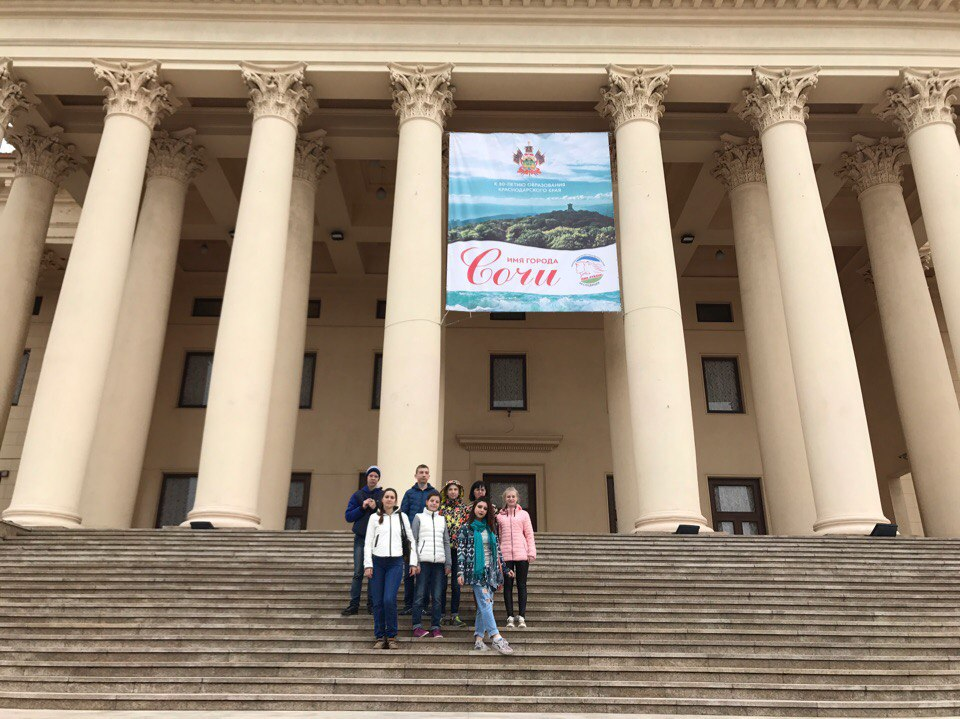 К 80-ЛЕТИЮ ОБРАЗОВАНИЯ
КРАСНОДАРСКОГО КРАЯ
ИМЯ ГОРОДА
Сочи